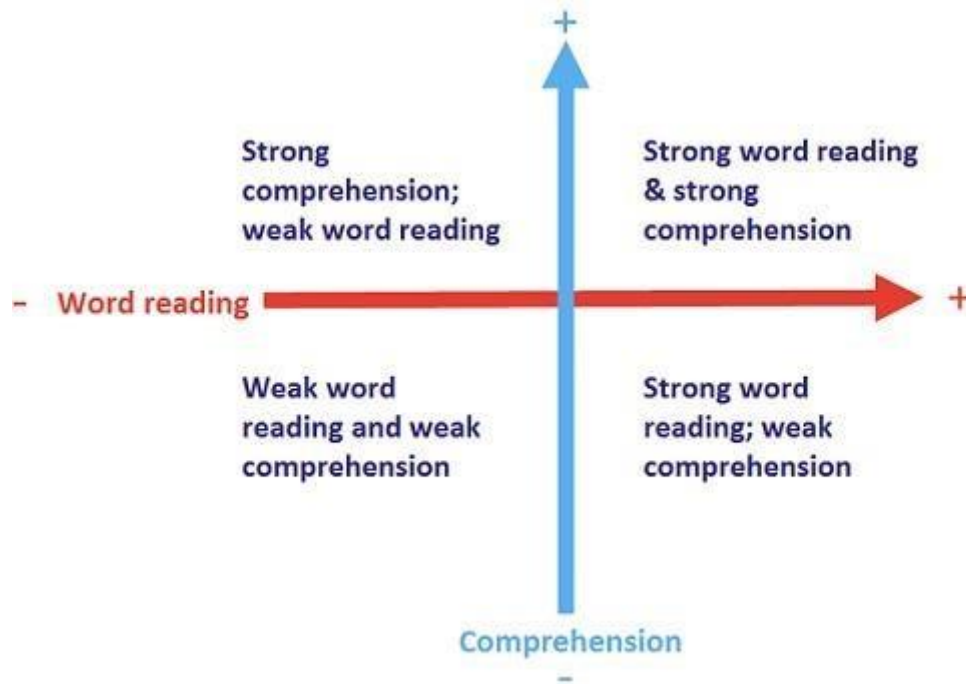 +
Strong
comprehension;
weak word reading
Strong word reading
& strong
comprehension
- Word reading
+
Weak word
reading and weak
comprehension
Strong word
reading; weak
comprehension
Comprehension
-